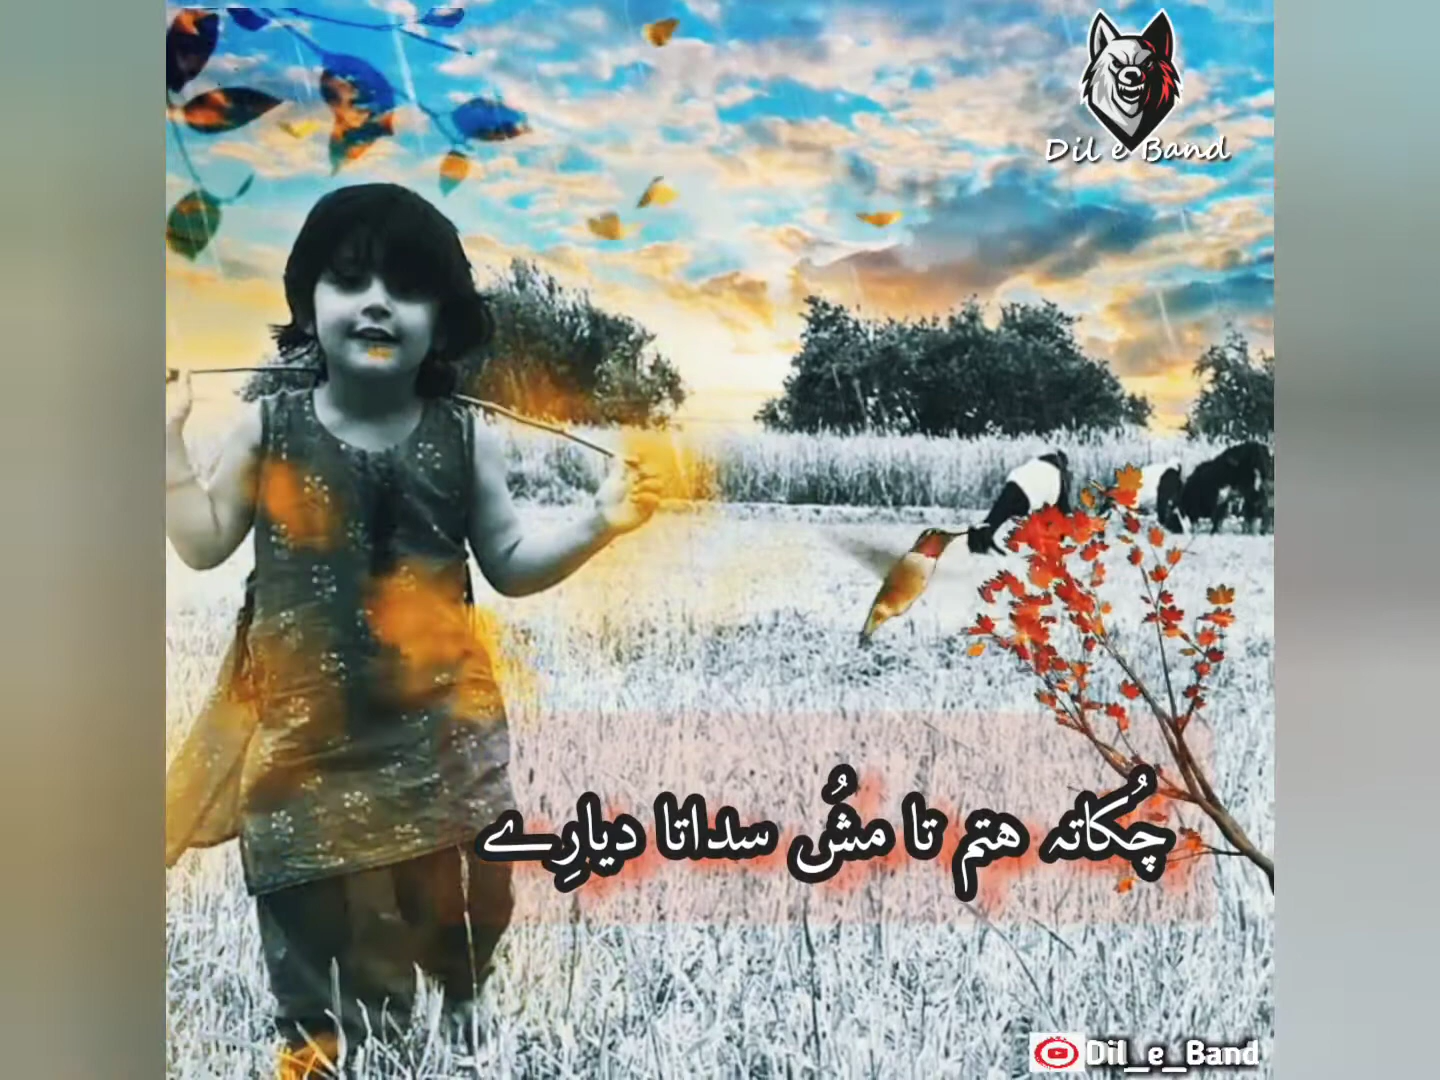 Dil e Band
چُکاتہ ھتم تا مشُ سداتا دیارِے
Dil_e_Band